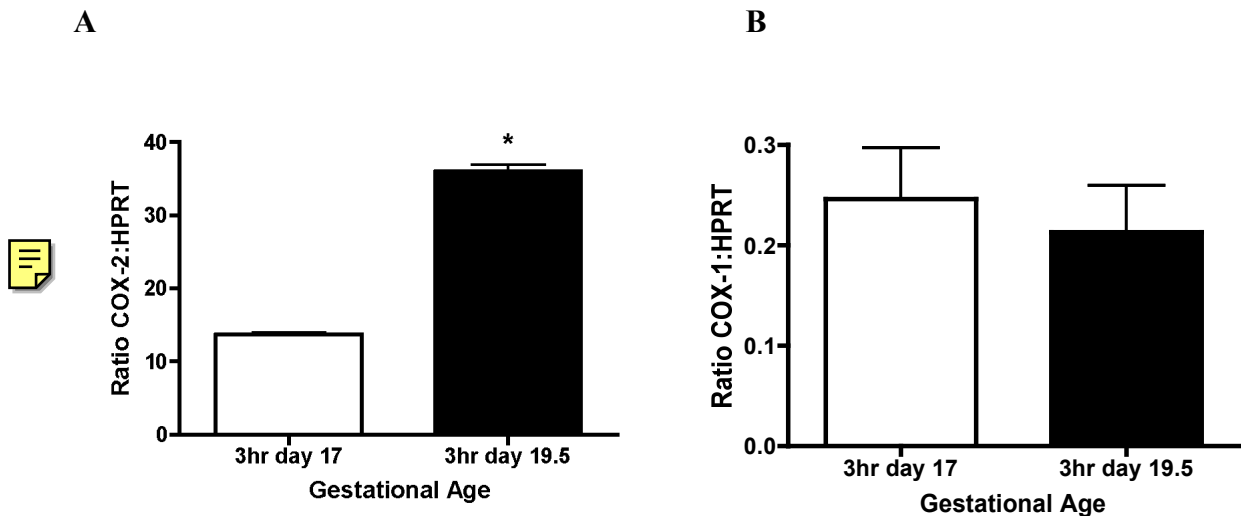 A
Ratio COX-2:HPRT
40
30
20
10
0
*
3hr day 17
3hr day 19.5
Gestational Age
B
Ratio COX-1:HPRT
0.3
0.2
0.1
0.0
3hr day 17
3hr day 19.5
Gestational Age